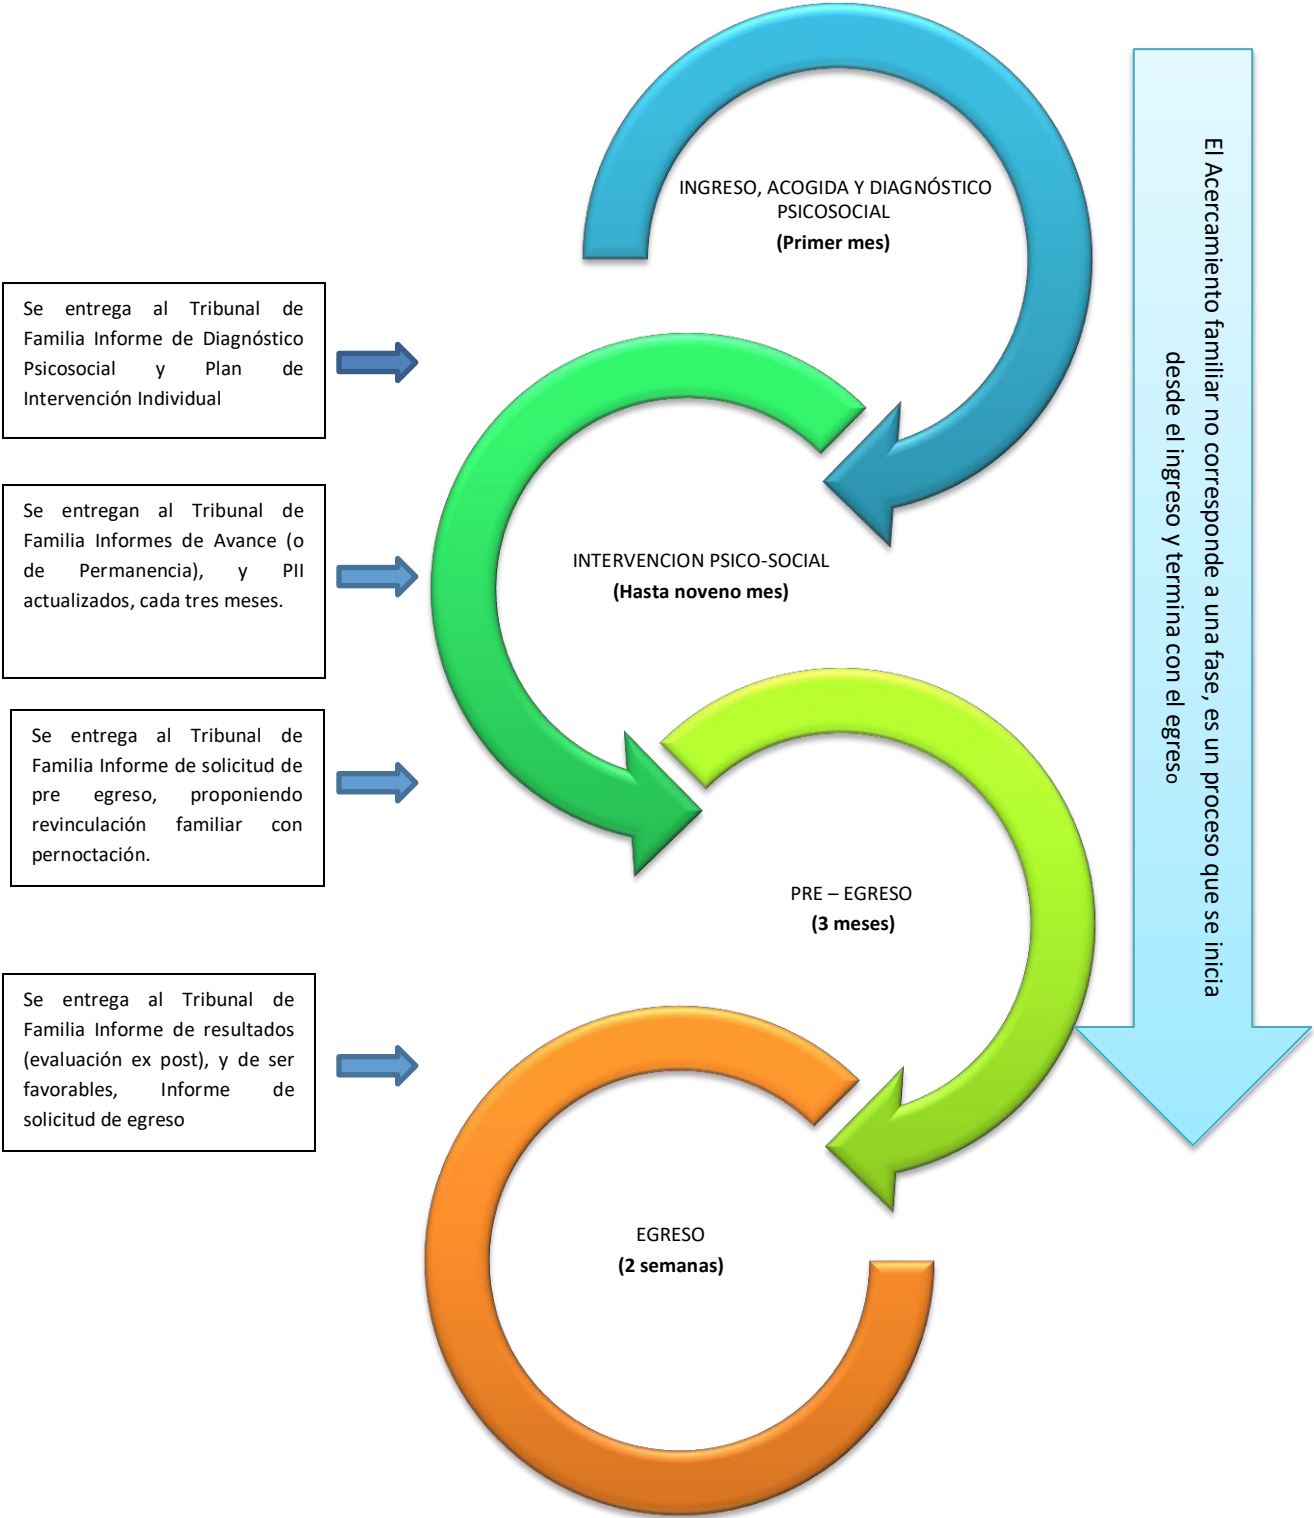 INGRESO, ACOGIDA Y DIAGNÓSTICO
PSICOSOCIAL
(Primer mes)
Se entrega al Tribunal de
Familia Informe de Diagnóstico
Psicosocial y Plan de
Intervención Individual
Se entregan al Tribunal de
Familia Informes de Avance (o
de Permanencia), y PII
actualizados, cada tres meses.
INTERVENCION PSICO-SOCIAL
(Hasta noveno mes)
Se entrega al Tribunal de
Familia Informe de solicitud de
pre egreso, proponiendo
revinculación familiar con
pernoctación.
PRE – EGRESO
(3 meses)
Se entrega al Tribunal de
Familia Informe de resultados
(evaluación ex post), y de ser
favorables, Informe de
solicitud de egreso
EGRESO
(2 semanas)
El Acercamiento familiar no corresponde a una fase, es un proceso que se inicia
desde el ingreso y termina con el egreso